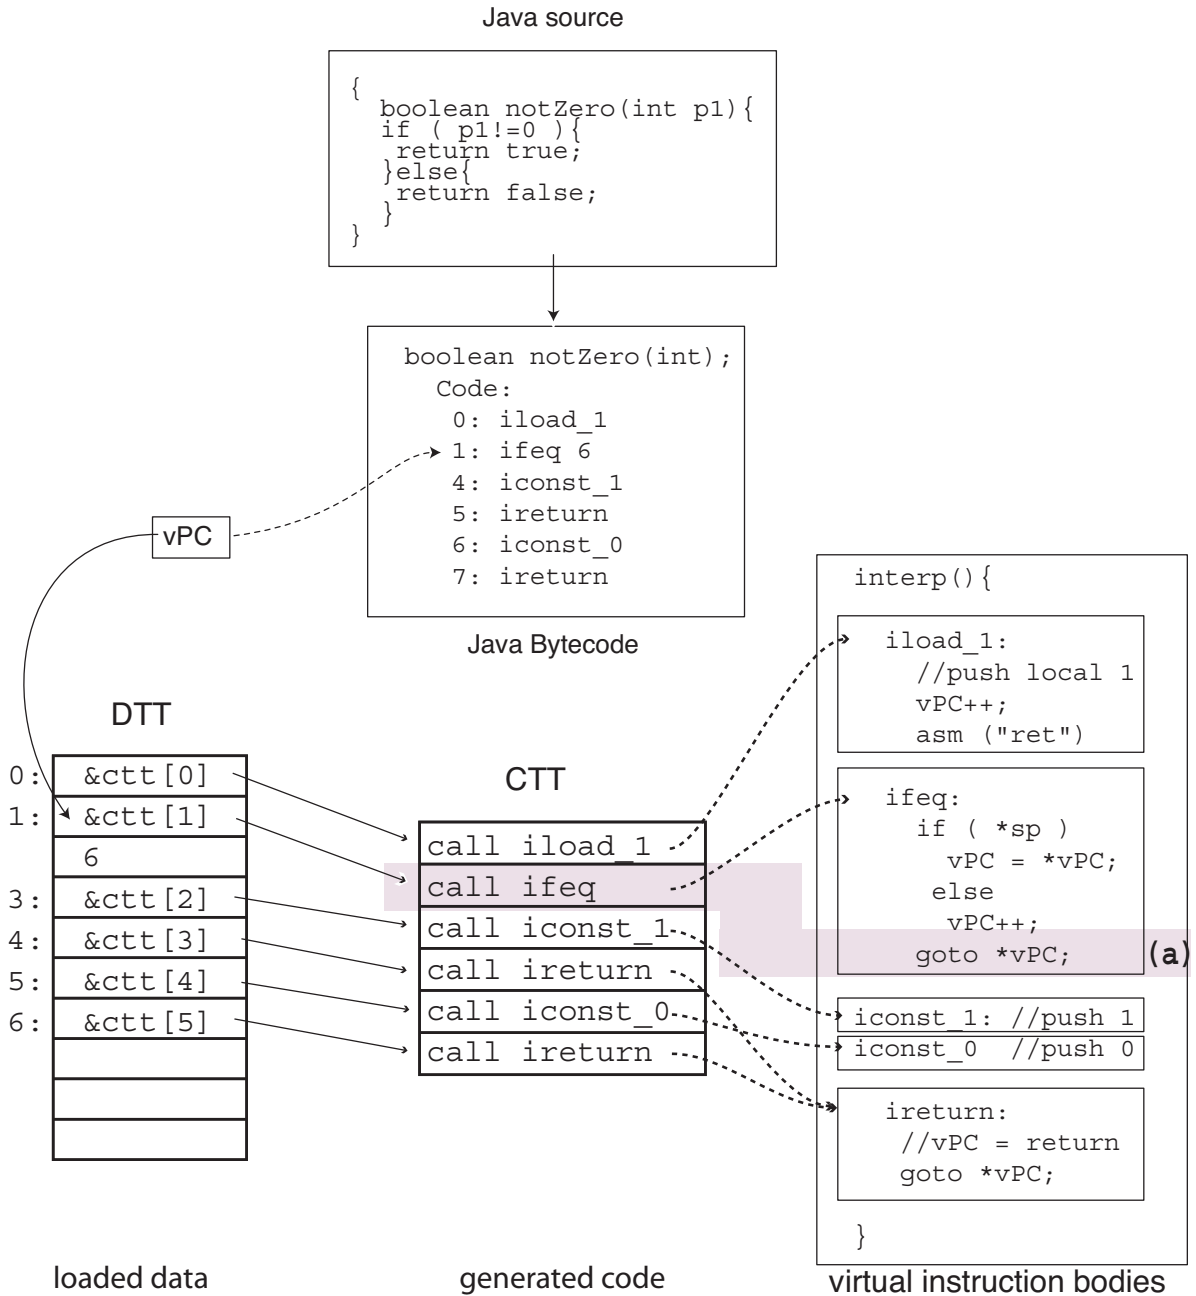 Java source
{
boolean notZero(int p1){
if ( p1!=0 ){
return true;
}else{
return false;
}
}
boolean notZero(int);
Code:
0: iload_1
1: ifeq 6
4: iconst_1
5: ireturn
6: iconst_0
7: ireturn
Java Bytecode
vPC
DTT
0: &ctt[0]
1: &ctt[1]
6
3: &ctt[2]
4: &ctt[3]
5: &ctt[4]
6: &ctt[5]
loaded data
CTT
call iload_1
call ifeq
call iconst_1
call ireturn
call iconst_0
call ireturn
generated code
interp(){
iload_1:
//push local 1
vPC++;
asm ("ret")
ifeq:
if ( *sp )
vPC = *vPC;
else
vPC++;
goto *vPC;
(a)
iconst_1: //push 1
iconst_0 //push 0
ireturn:
//vPC = return
goto *vPC;
}
virtual instruction bodies